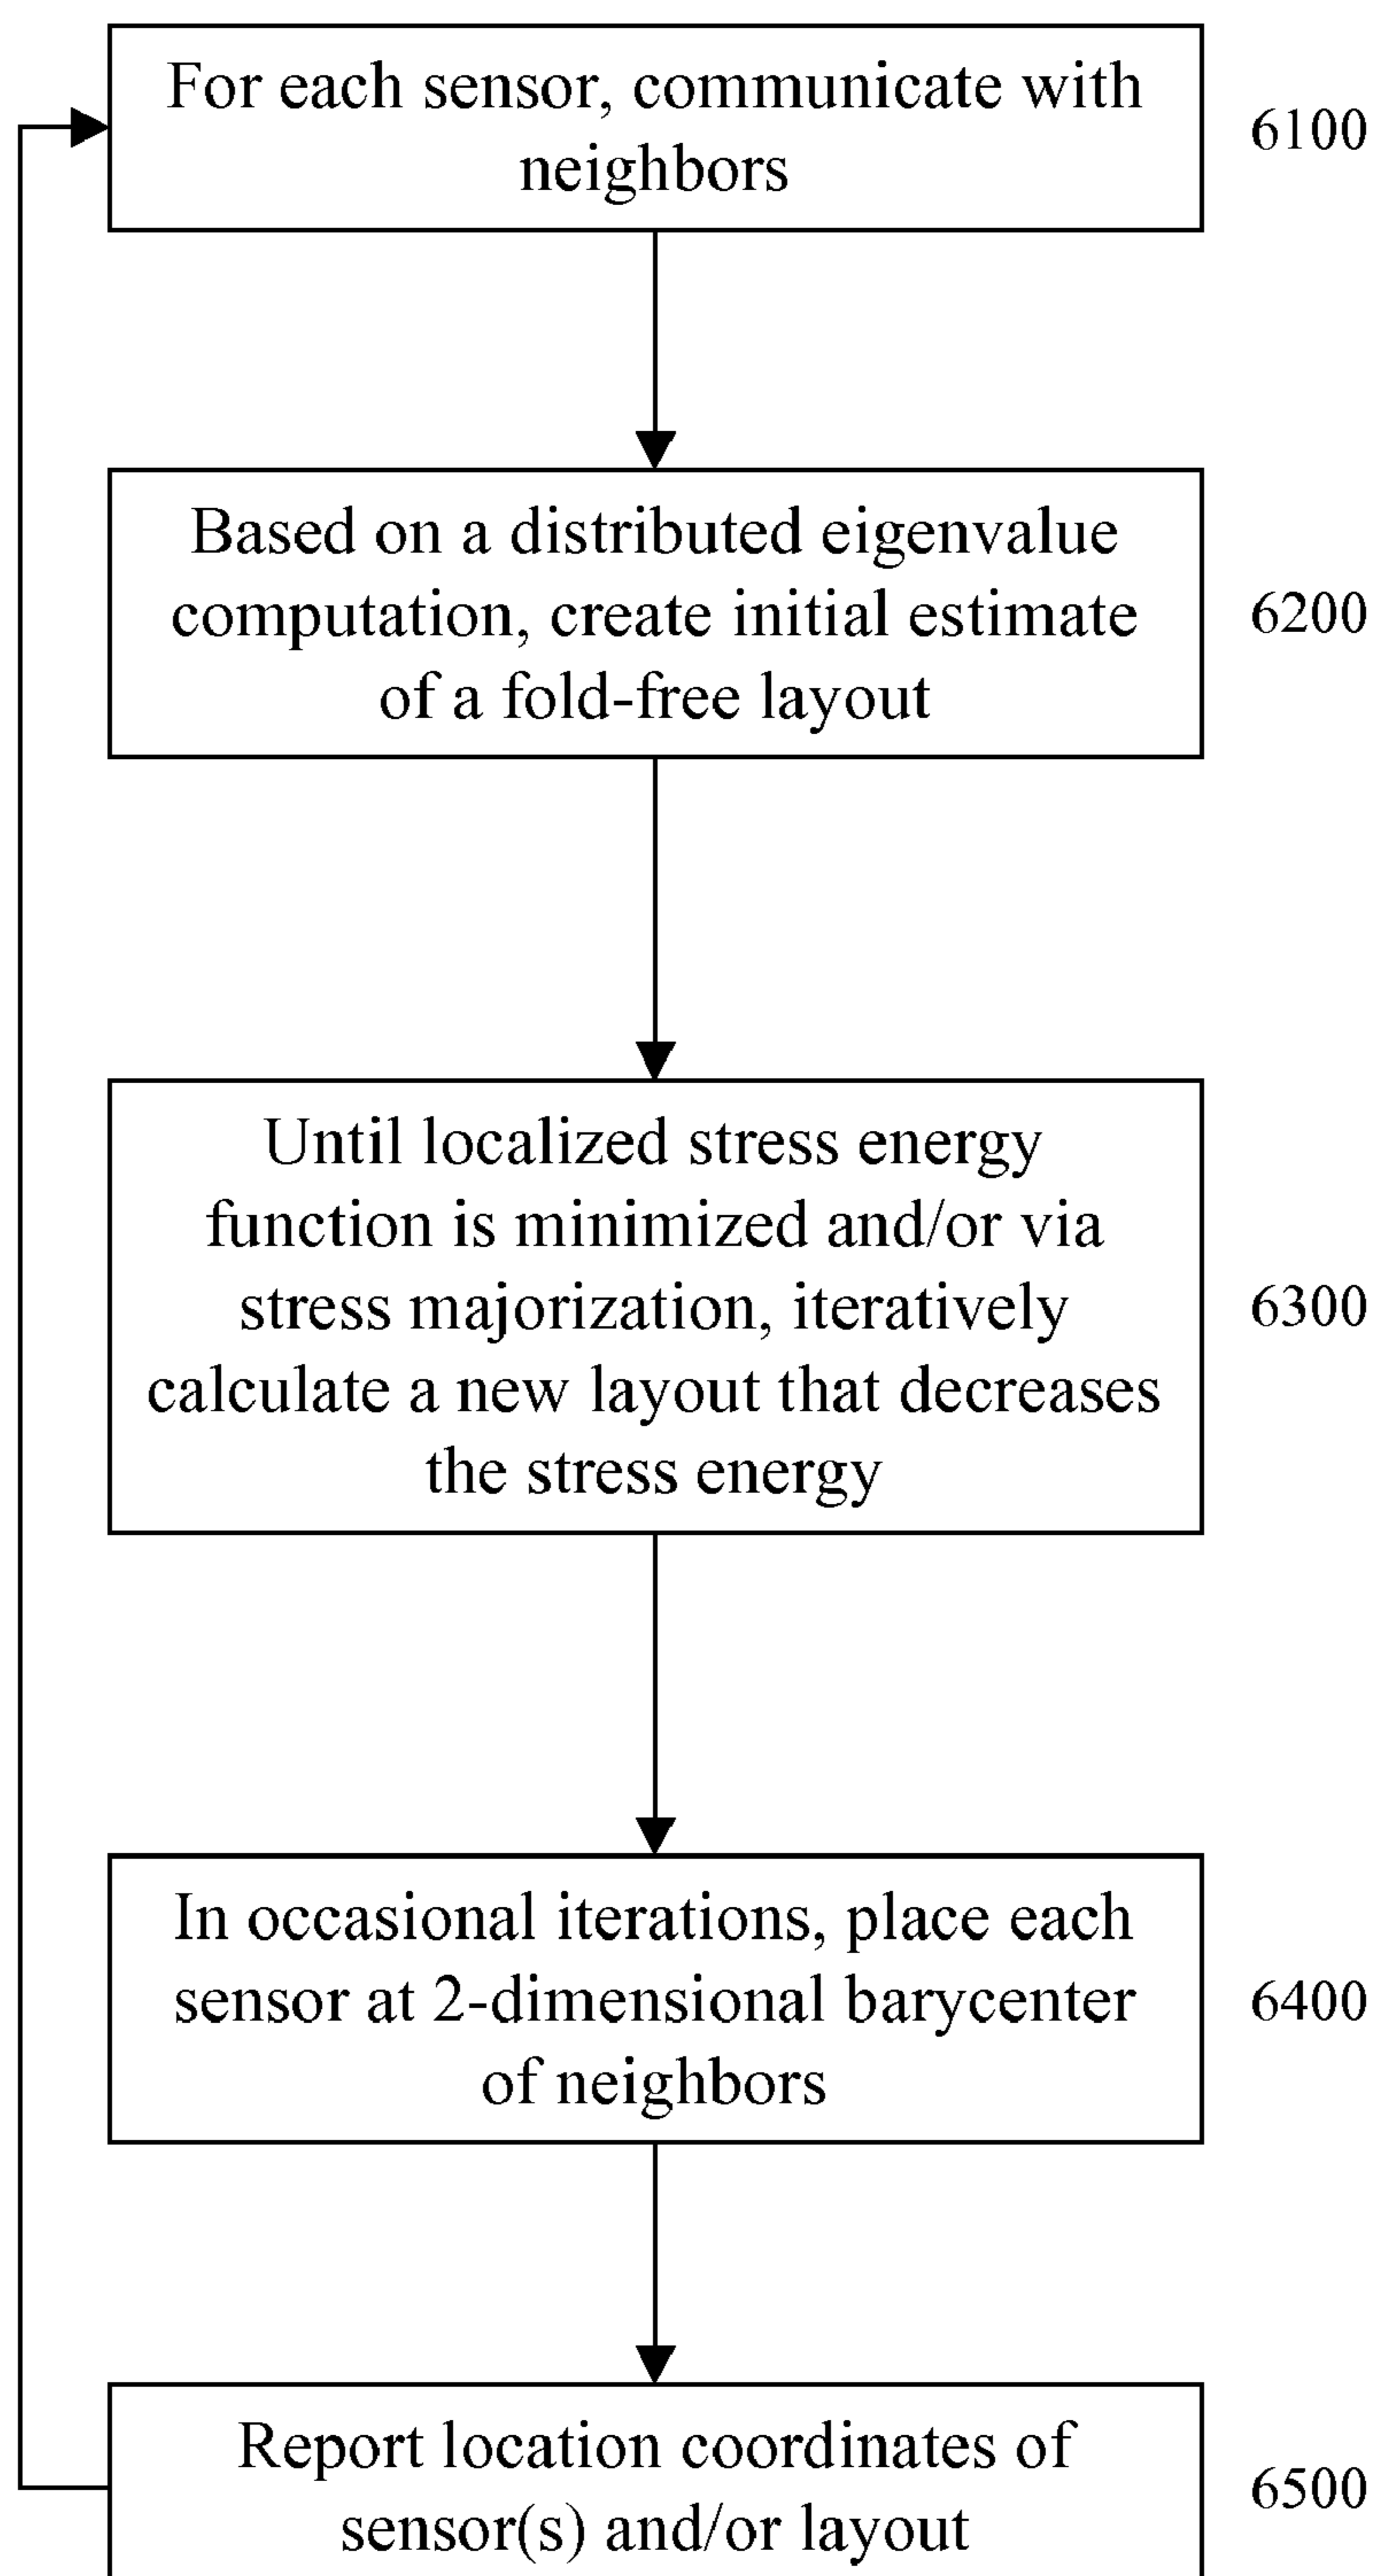 For each sensor, communicate with
neighbors
6100
Based on a distributed eigenvalue
computation, create initial estimate
of a fold-free layout
6200
Until localized stress energy
function is minimized and/or via
stress majorization, iteratively
calculate a new layout that decreases
the stress energy
6300
In occasional iterations, place each
sensor at 2-dimensional barycenter
of neighbors
6400
Report location coordinates of
sensor(s) and/or layout
6500